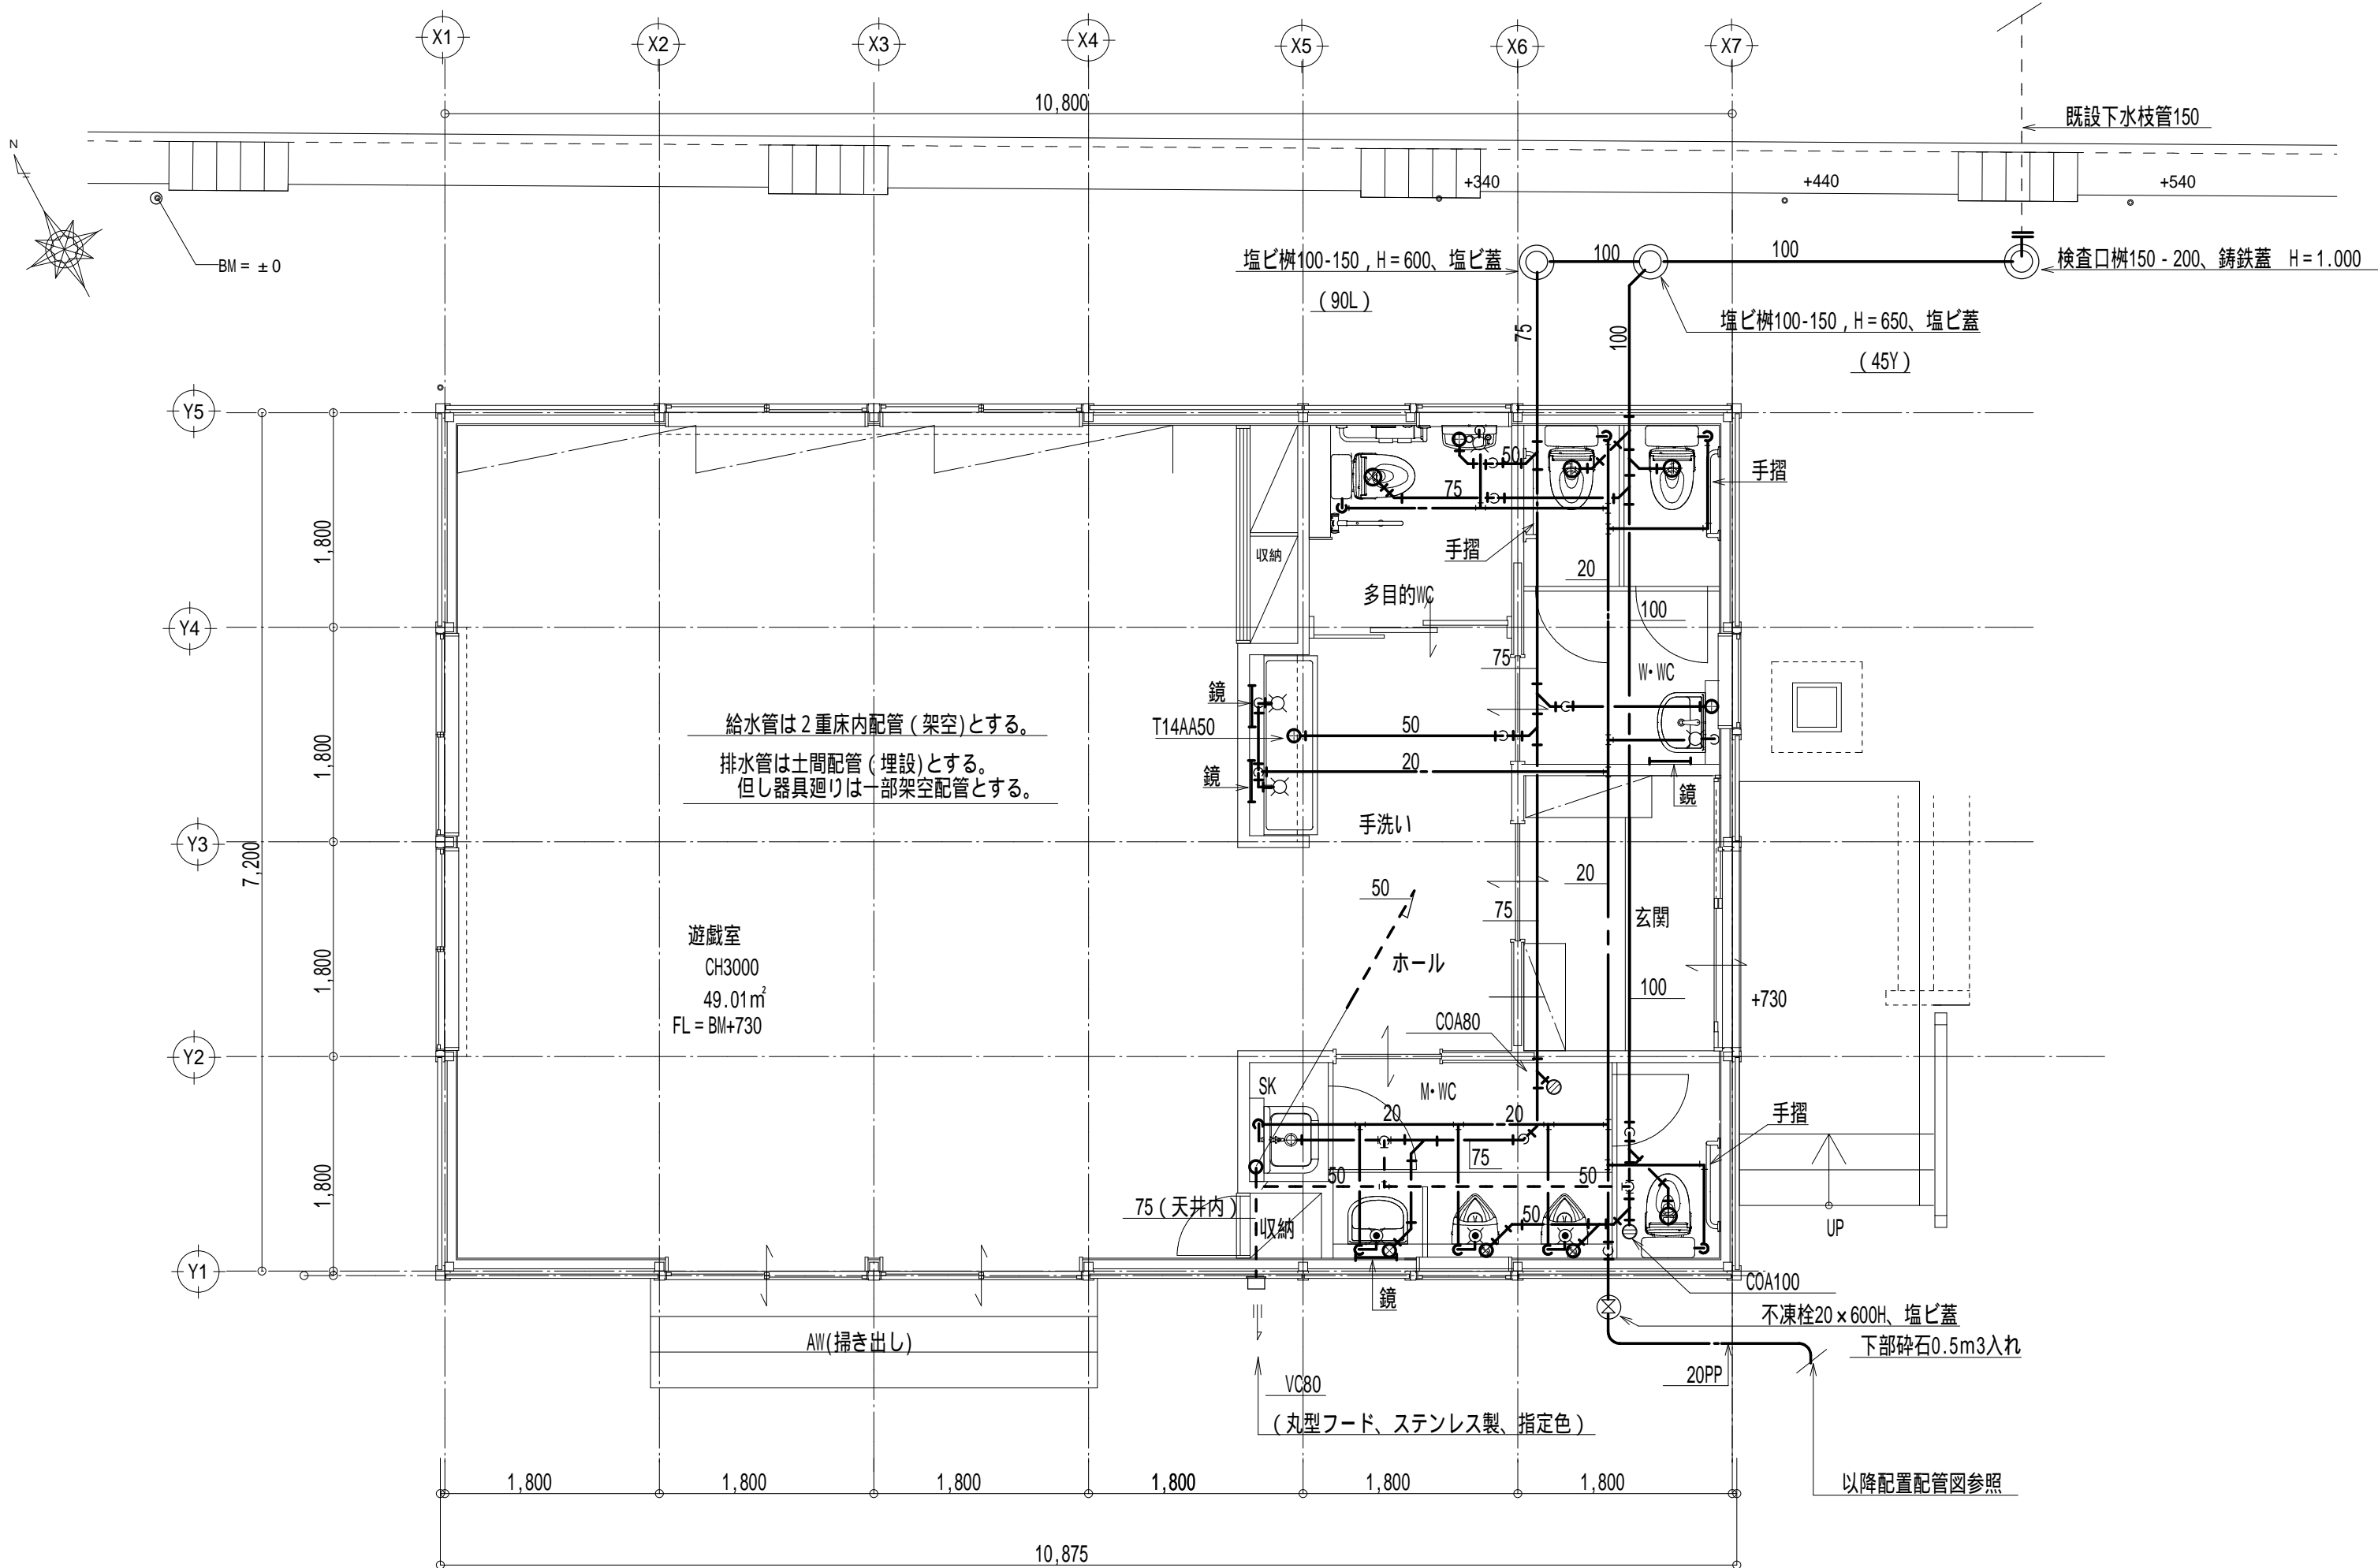 X1
X2
X3
X4
X5
X6
X7
10,800
既設下水枝管150
N
+340
+440
+540
BM = ±0
塩ビ桝100-150 , H = 600、塩ビ蓋
(90L)
100
100
検査口桝150 - 200、鋳鉄蓋 H = 1.000
塩ビ桝100-150 , H = 650、塩ビ蓋
(45Y)
75
100
Y5
Y4
Y3
Y2
Y1
1,800
1,800
1,800
1,800
7,200
50
75
手摺
手摺
収納
20
多目的WC
100
75
W・WC
鏡
T14AA50
50
給水管は2重床内配管(架空)とする。
排水管は土間配管(埋設)とする。
但し器具廻りは一部架空配管とする。
鏡
20
鏡
手洗い
20
50
75
玄関
遊戯室
CH3000
49.01㎡
FL = BM+730
ホール
100
+730
COA80
SK
M・WC
20
20
手摺
75
50
50
75(天井内)
収納
50
UP
鏡
COA100
不凍栓20×600H、塩ビ蓋
下部砕石0.5m3入れ
AW(掃き出し)
20PP
VC80
(丸型フード、ステンレス製、指定色)
以降配置配管図参照
1,800
1,800
1,800
1,800
1,800
1,800
10,875